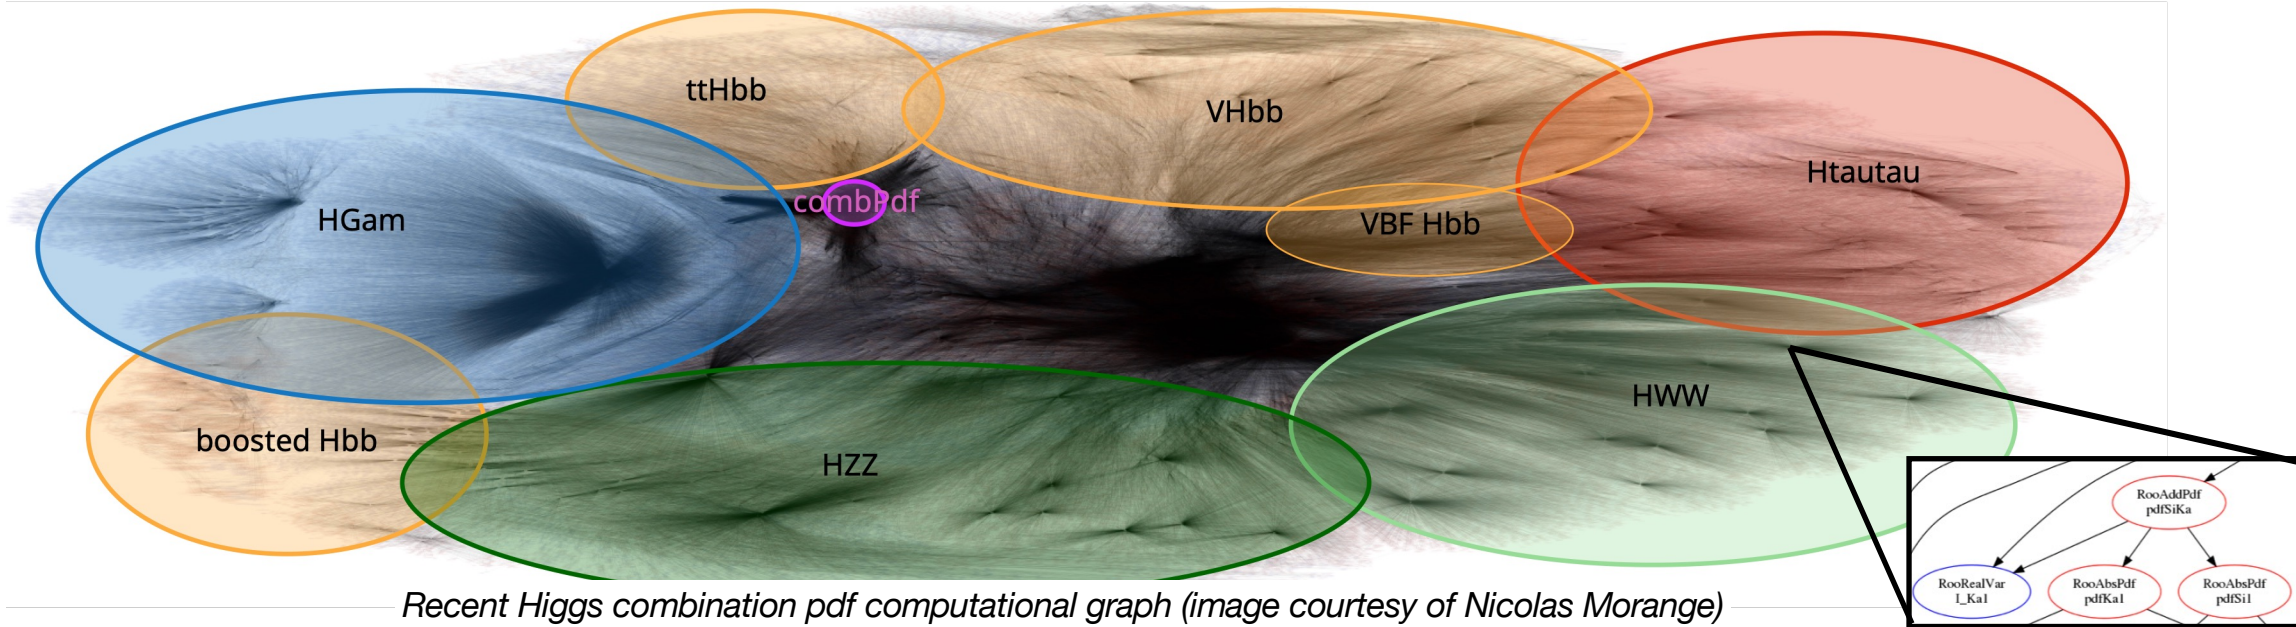 ttHbb
VHbb
Htautau
combPdf
HGam
VBF Hbb
HWW
boosted Hbb
HZZ
RooAddPdf
pdfSiKa
RooRealVar
l_Ka1
RooAbsPdf
pdfKa1
RooAbsPdf
pdfSi1
Recent Higgs combination pdf computational graph (image courtesy of Nicolas Morange)